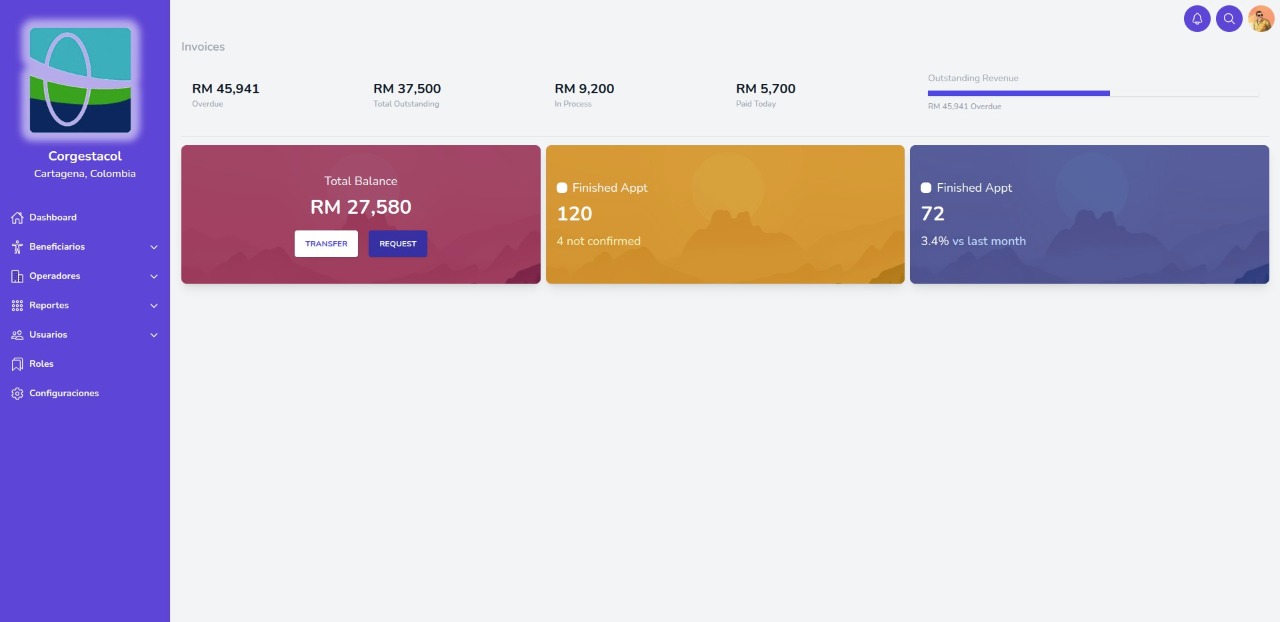 Corgestacol
Cartagena, Colombia
Dashboard
Beneficiarios
Operadores
Reportes
Usuarios
Roles
Configuraciones
Invoices
RM 45,941
Overdue
RM 37,500
Total Outstanding
RM 9,200
In Process
RM 5,700
Paid Today
Outstanding Revenue
RM 45,941 Overdue
Total Balance
RM 27,580
TRANSFER
REQUEST
Finished Appt
120
4 not confirmed
Finished Appt
72
3.4% vs last month